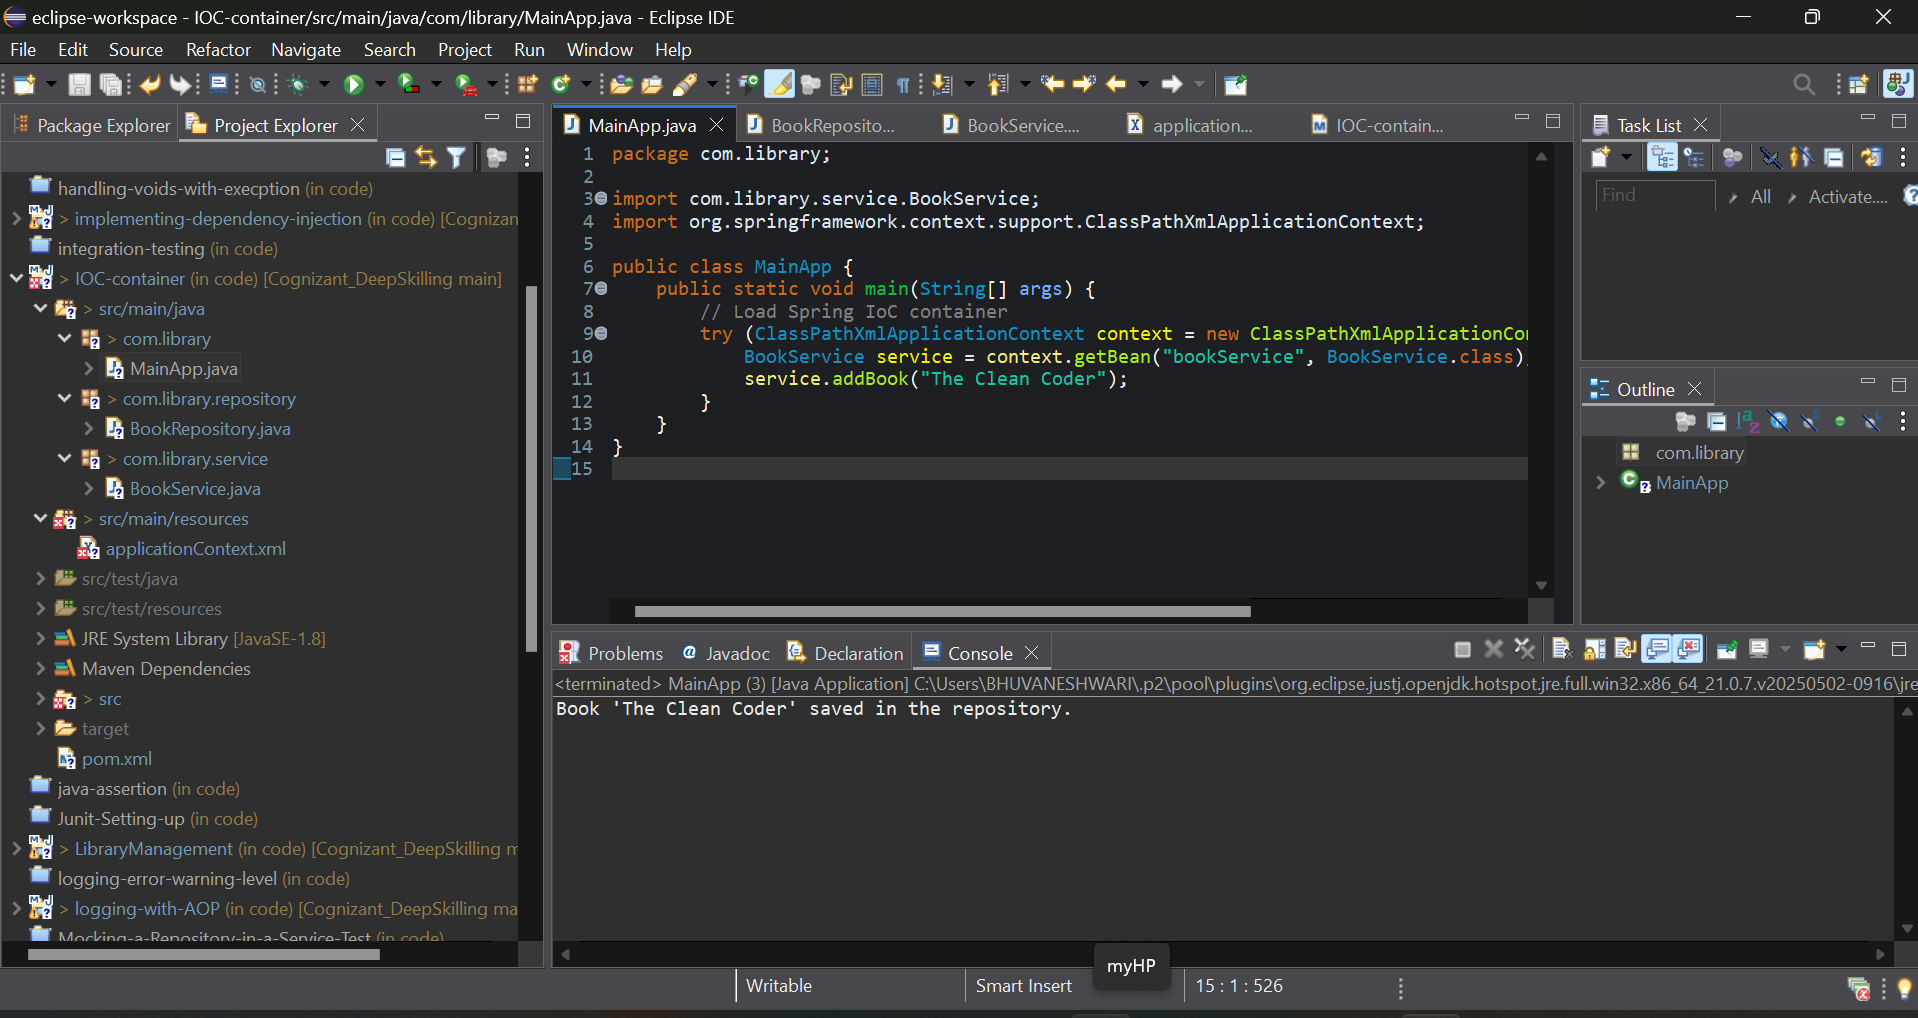 eclipse-workspace - IOC-container/src/main/java/com/library/MainApp.java - Eclipse IDE
File Edit Source Refactor Navigate Search Project Run Window Help
Package Explorer
Project Explorer
handling-voids-with-execption (in code)
> implementing-dependency-injection (in code) [Cognizan
integration-testing (in code)
> IOC-container (in code) [Cognizant_DeepSkilling main]
> src/main/java
> com.library
MainApp.java
> com.library.repository
BookRepository.java
> com.library.service
BookService.java
> src/main/resources
applicationContext.xml
src/test/java
src/test/resources
JRE System Library [JavaSE-1.8]
Maven Dependencies
> src
target
pom.xml
java-assertion (in code)
Junit-Setting-up (in code)
> LibraryManagement (in code) [Cognizant_DeepSkilling m
logging-error-warning-level (in code)
> logging-with-AOP (in code) [Cognizant_DeepSkilling ma
Mocking-a-Repository-in-a-Service-Test (in code)
MainApp.java BookReposito... BookService.... application... IOC-contain...
1 package com.library;
2
3 import com.library.service.BookService;
4 import org.springframework.context.support.ClassPathXmlApplicationContext;
5
6 public class MainApp {
7 public static void main(String[] args) {
8 // Load Spring IoC container
9 try (ClassPathXmlApplicationContext context = new ClassPathXmlApplicationCon
10 BookService service = context.getBean("bookService", BookService.class)
11 service.addBook("The Clean Coder");
12 }
13 }
14 }
15
Task List
Find All Activate....
Outline
com.library
MainApp
Problems Javadoc Declaration Console
<terminated> MainApp (3) [Java Application] C:\Users\BHUVANESHWARI\.p2\pool\plugins\org.eclipse.justj.openjdk.hotspot.jre.full.win32.x86_64_21.0.7.v20250502-0916\jre
Book 'The Clean Coder' saved in the repository.
myHP
Writable Smart Insert 15 : 1 : 526